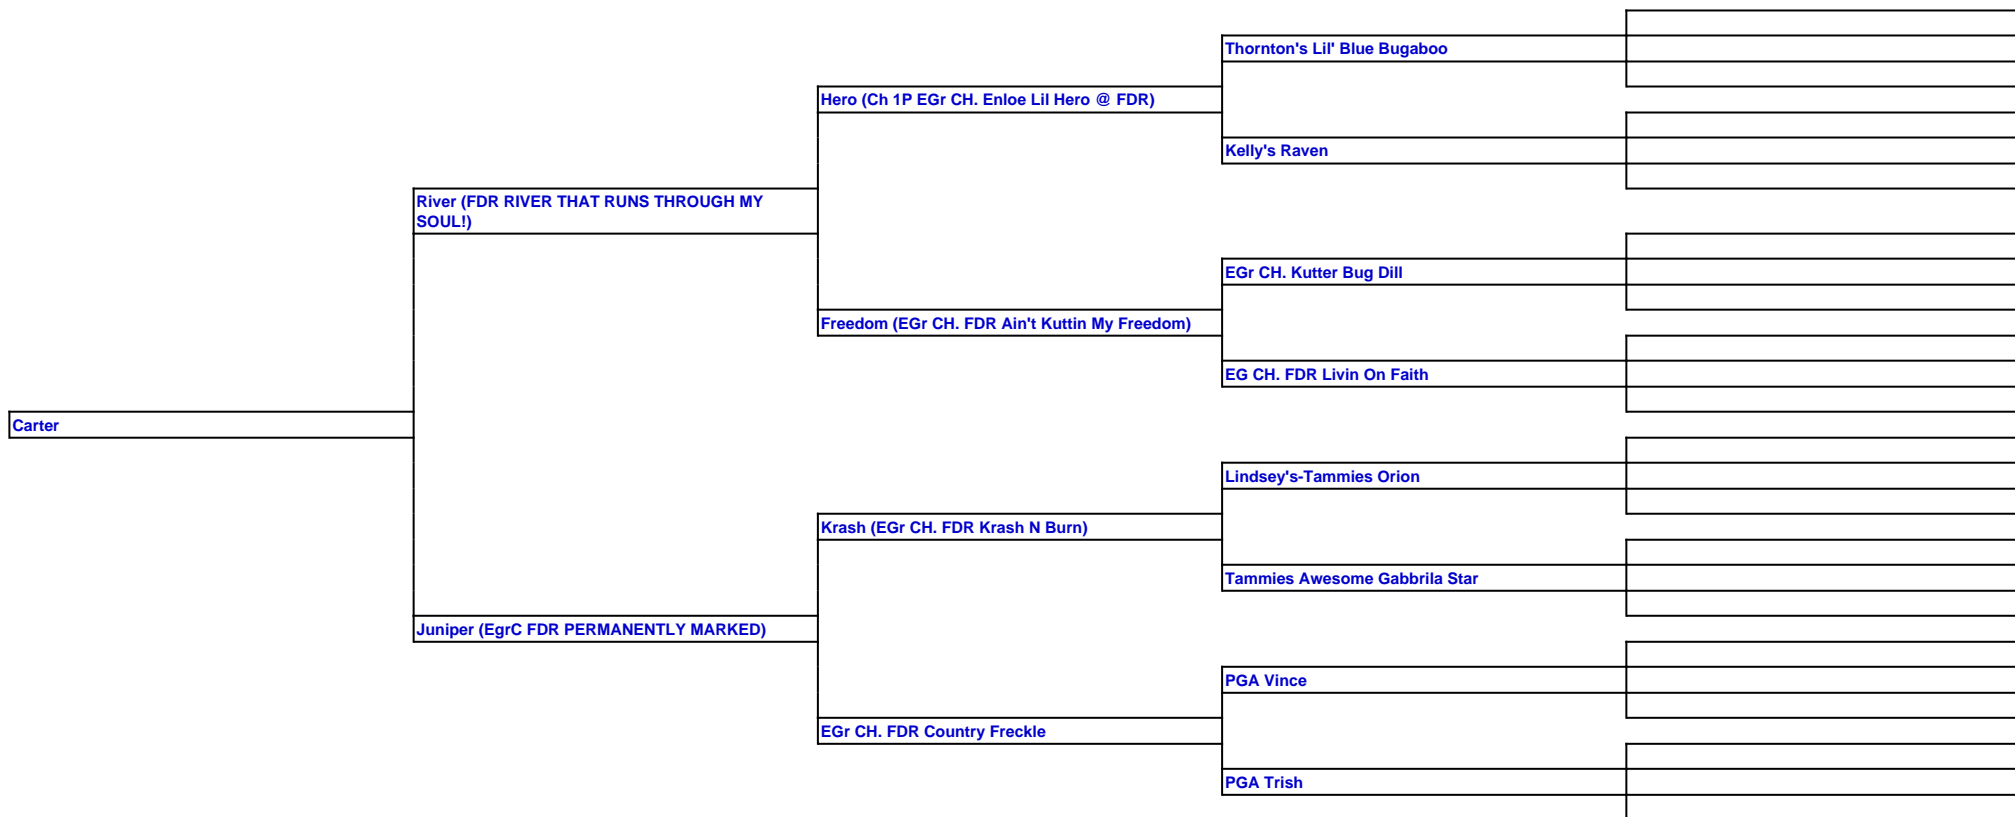 Thornton's Lil' Blue Bugaboo
Hero (Ch 1P EGr CH. Enloe Lil Hero @ FDR)
Kelly's Raven
River (FDR RIVER THAT RUNS THROUGH MY
SOUL!)
EGr CH. Kutter Bug Dill
Freedom (EGr CH. FDR Ain't Kuttin My Freedom)
EG CH. FDR Livin On Faith
Carter
Lindsey's-Tammies Orion
Krash (EGr CH. FDR Krash N Burn)
Tammies Awesome Gabbrila Star
Juniper (EgrC FDR PERMANENTLY MARKED)
PGA Vince
EGr CH. FDR Country Freckle
PGA Trish